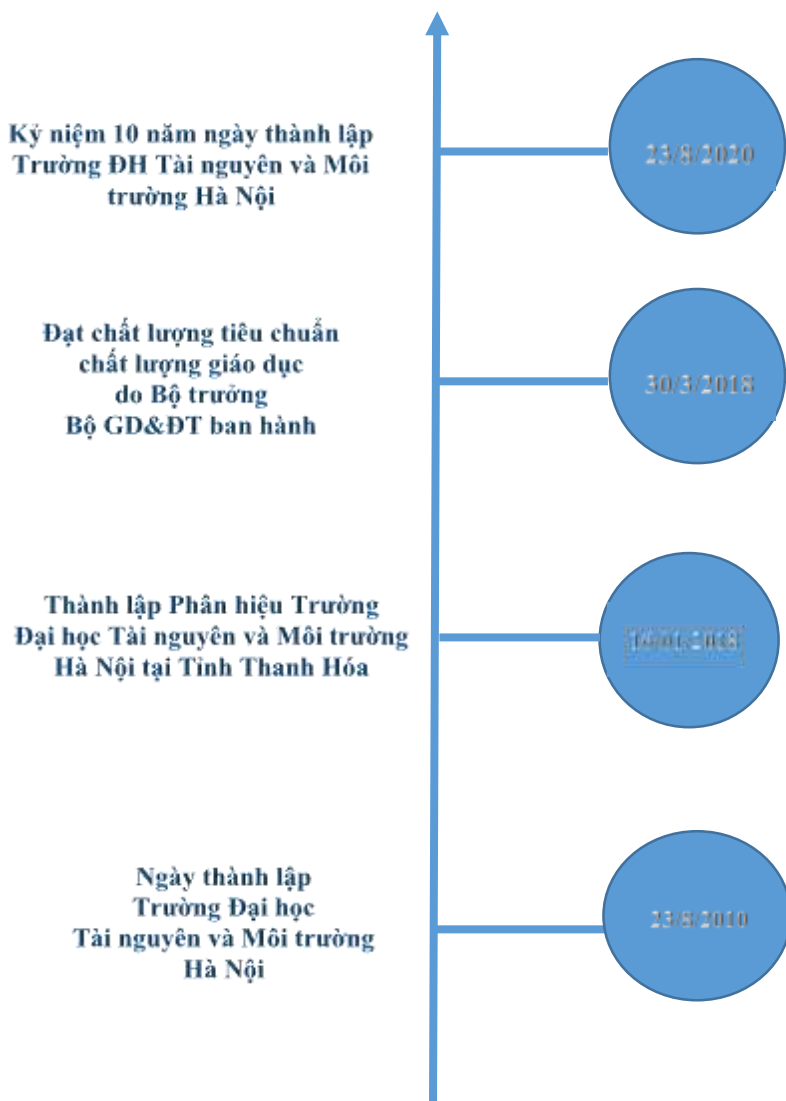 Kỷ niệm 10 năm ngày thành lập
Trường ĐH Tài nguyên và Môi
trường Hà Nội
23/8/2020
Đạt chất lượng tiêu chuẩn
chất lượng giáo dục
do Bộ trưởng
Bộ GD&ĐT ban hành
30/3/2018
Thành lập Phân hiệu Trường
Đại học Tài nguyên và Môi trường
Hà Nội tại Tỉnh Thanh Hóa
Ngày thành lập
Trường Đại học
Tài nguyên và Môi trường
Hà Nội
23/8/2010